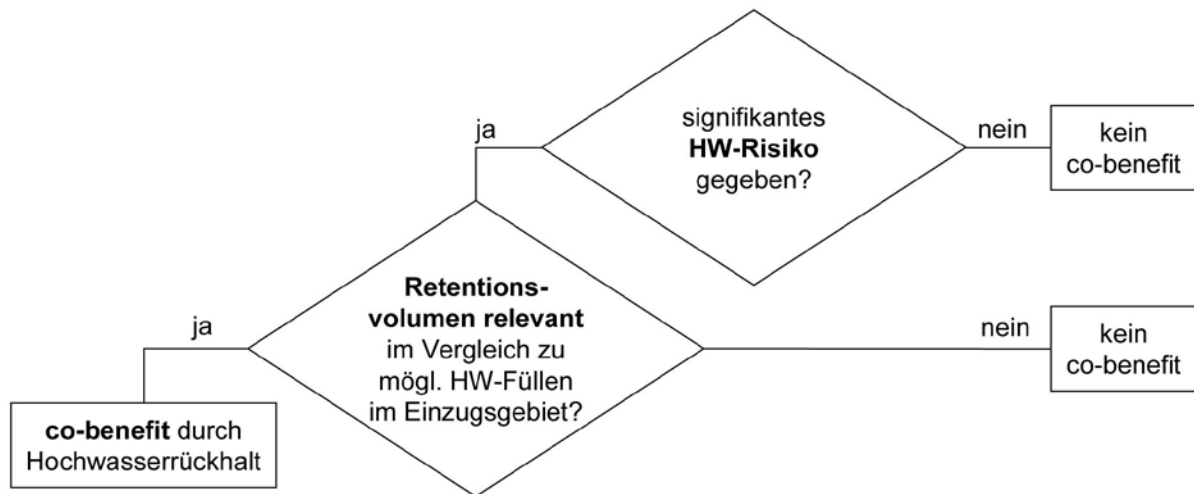 signifikantes
HW-Risiko
gegeben?
ja
nein
kein
co-benefit
Retentions-
volumen relevant
im Vergleich zu
mögl. HW-Füllen
im Einzugsgebiet?
ja
nein
kein
co-benefit
co-benefit durch
Hochwasserrückhalt